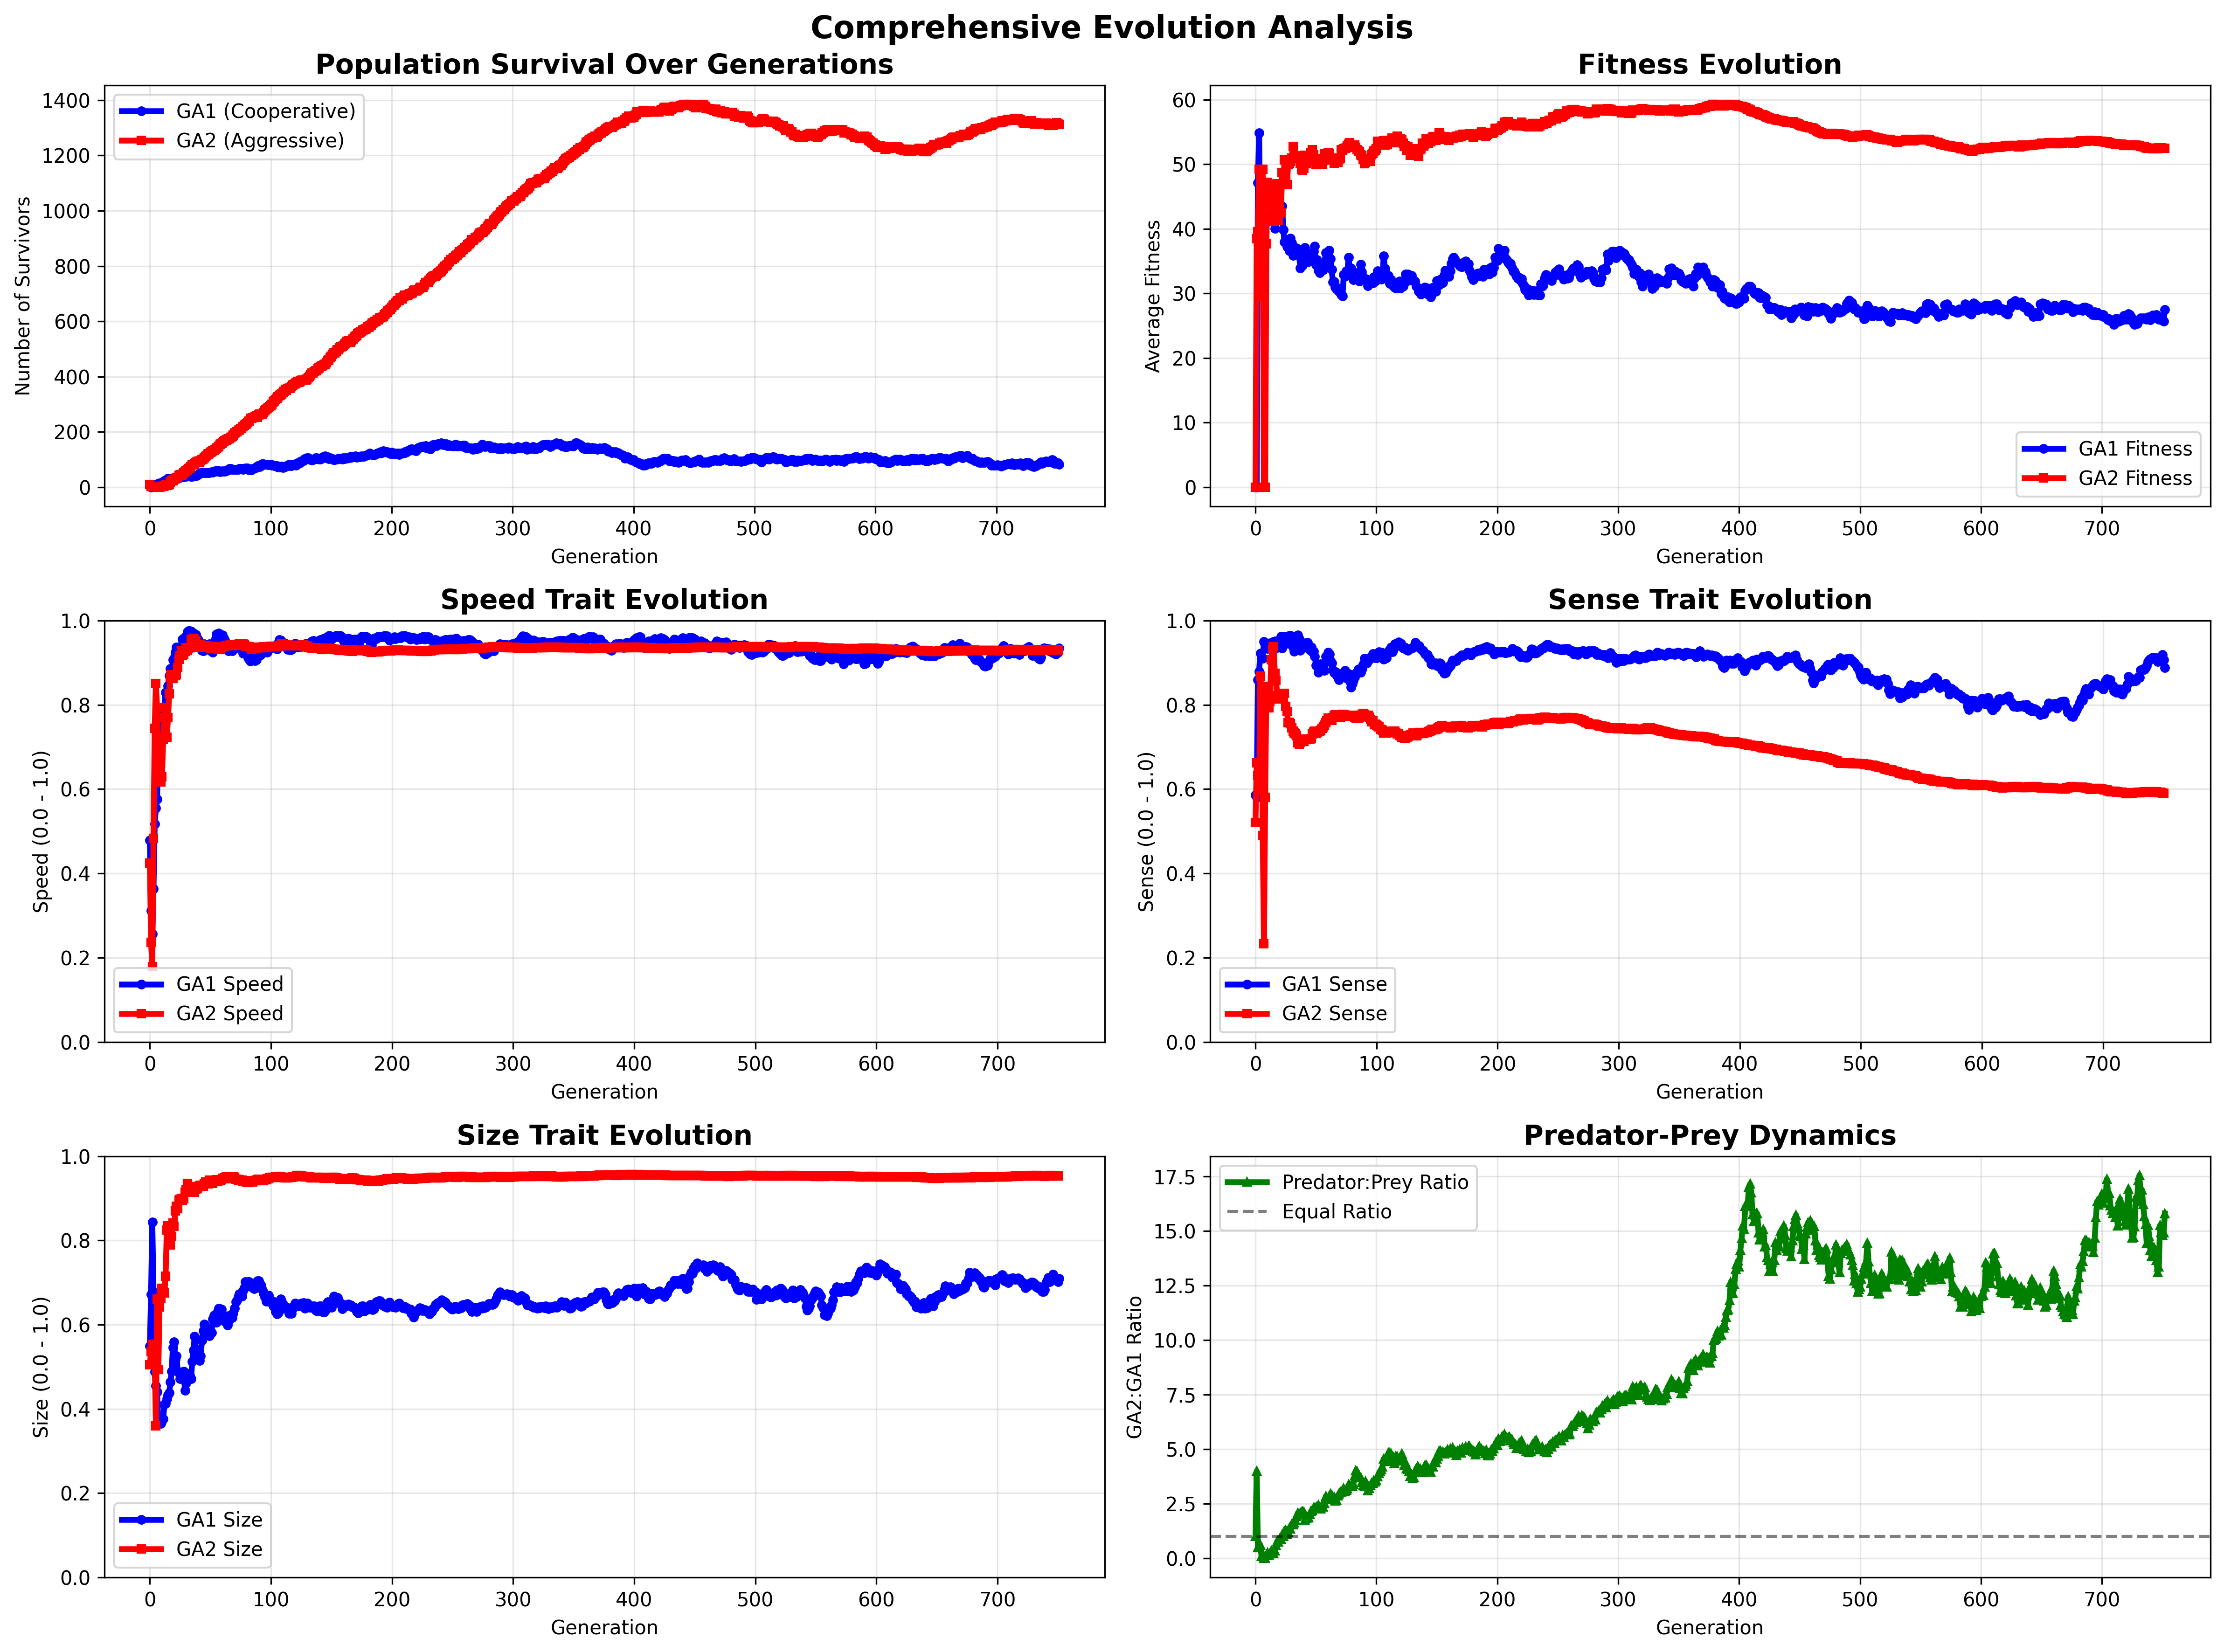 Comprehensive Evolution Analysis
Population Survival Over Generations
GA1 (Cooperative)
GA2 (Aggressive)
Number of Survivors
1400
1200
1000
800
600
400
200
0
0 100 200 300 400 500 600 700
Generation
Fitness Evolution
Average Fitness
60
50
40
30
20
10
0
GA1 Fitness
GA2 Fitness
0 100 200 300 400 500 600 700
Generation
Speed Trait Evolution
Speed (0.0 - 1.0)
1.0
0.8
0.6
0.4
0.2
0.0
GA1 Speed
GA2 Speed
0 100 200 300 400 500 600 700
Generation
Sense Trait Evolution
Sense (0.0 - 1.0)
1.0
0.8
0.6
0.4
0.2
0.0
GA1 Sense
GA2 Sense
0 100 200 300 400 500 600 700
Generation
Size Trait Evolution
Size (0.0 - 1.0)
1.0
0.8
0.6
0.4
0.2
0.0
GA1 Size
GA2 Size
0 100 200 300 400 500 600 700
Generation
Predator-Prey Dynamics
Predator:Prey Ratio
Equal Ratio
GA2:GA1 Ratio
17.5
15.0
12.5
10.0
7.5
5.0
2.5
0.0
0 100 200 300 400 500 600 700
Generation